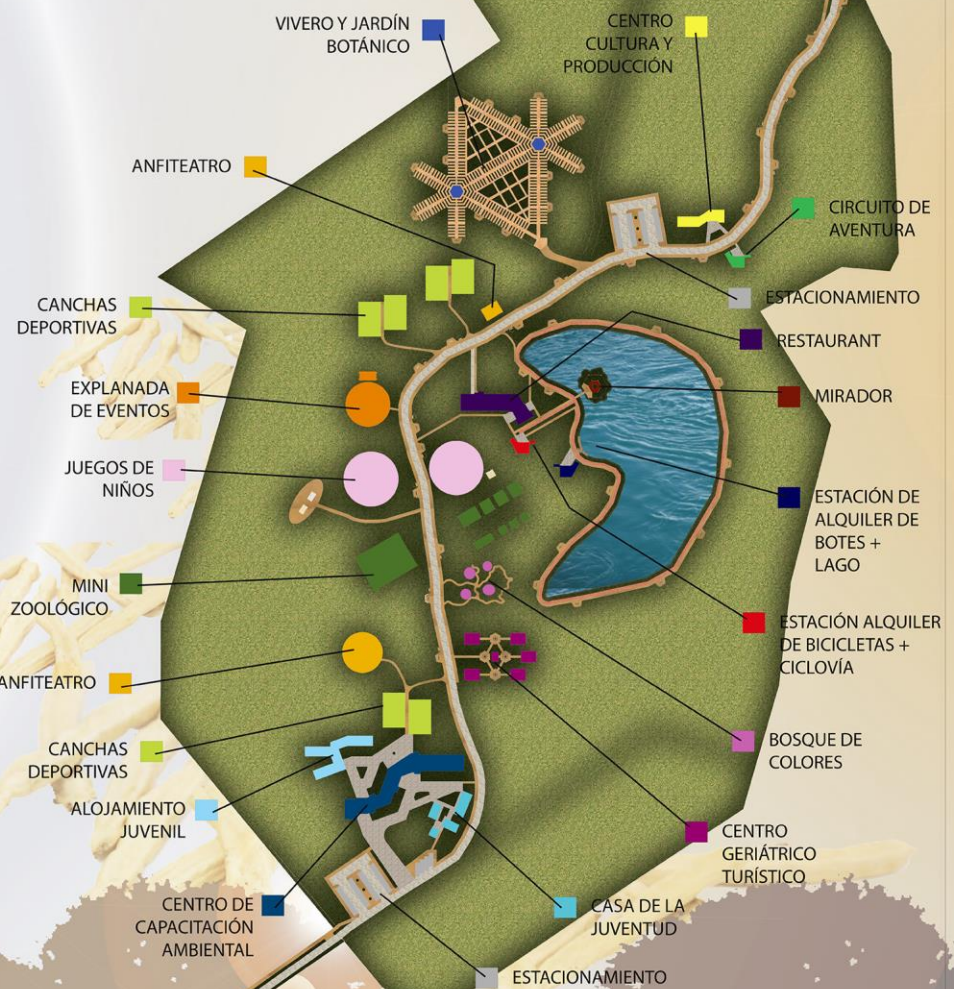 VIVERO Y JARDÍN
BOTÁNICO
CENTRO
CULTURA Y
PRODUCCIÓN
ANFITEATRO
CIRCUITO DE
AVENTURA
CANCHAS
DEPORTIVAS
ESTACIONAMIENTO
RESTAURANT
EXPLANADA
DE EVENTOS
MIRADOR
JUEGOS DE
NIÑOS
ESTACIÓN DE
ALQUILER DE
BOTES +
LAGO
MINI
ZOOLÓGICO
ESTACIÓN ALQUILER
DE BICICLETAS +
CICLOVÍA
ANFITEATRO
CANCHAS
DEPORTIVAS
BOSQUE DE
COLORES
ALOJAMIENTO
JUVENIL
CENTRO
GERIÁTRICO
TURÍSTICO
CENTRO DE
CAPACITACIÓN
AMBIENTAL
CASA DE LA
JUVENTUD
ESTACIONAMIENTO